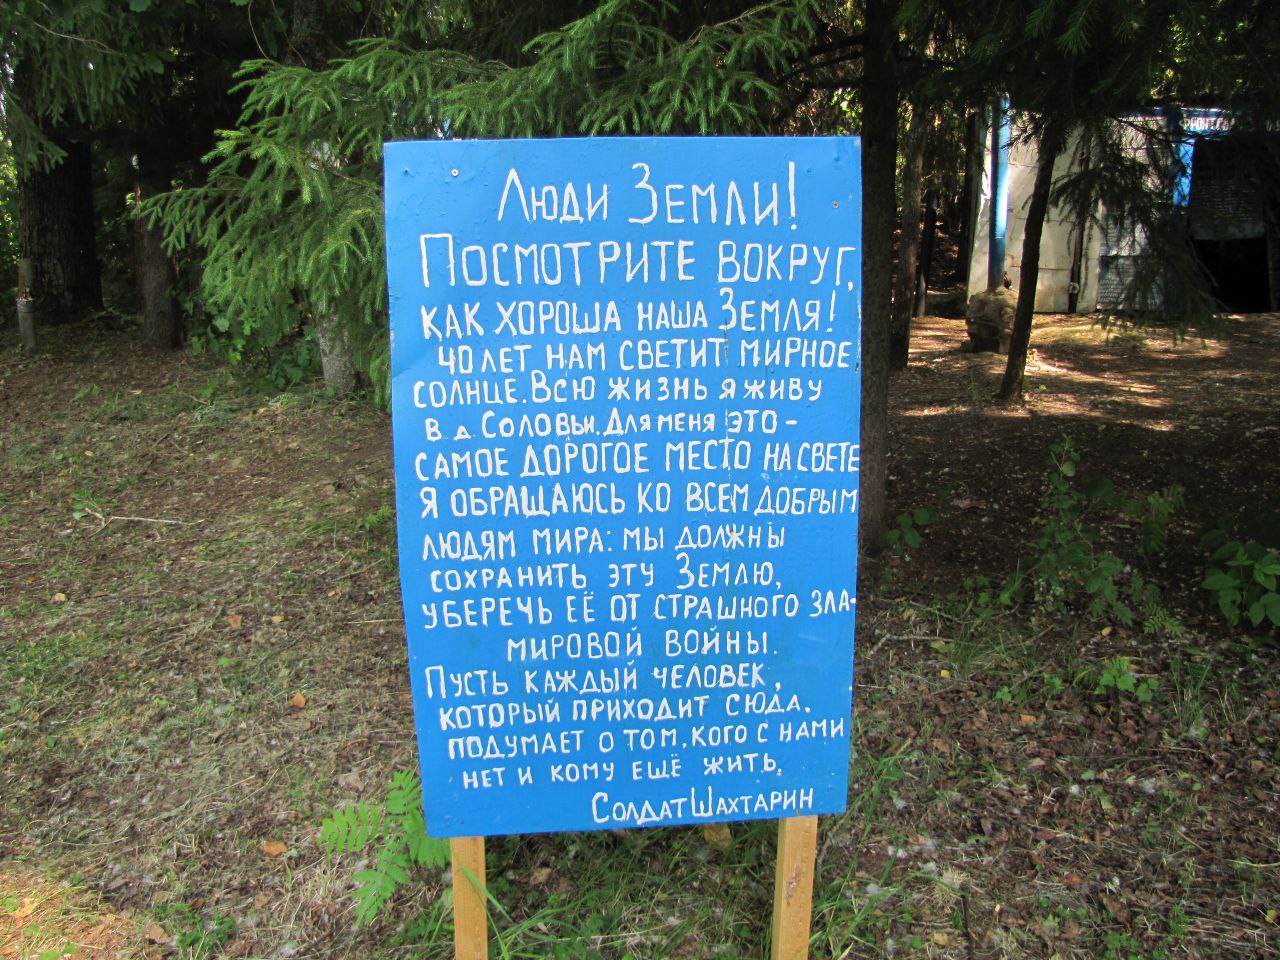 Люди Земли!
Посмотрите вокруг,
как хороша наша Земля!
40 лет нам светит мирное
солнце. Всю жизнь я живу
в д. Соловьи. Для меня это –
самое дорогое место на свете
Я обращаюсь ко всем добрым
людям мира: мы должны
сохранить эту Землю,
уберечь её от страшного зла-
мировой войны.
Пусть каждый человек,
который приходит сюда,
подумает о том, кого с нами
нет и кому ещё жить.
Солдат Шахтарин